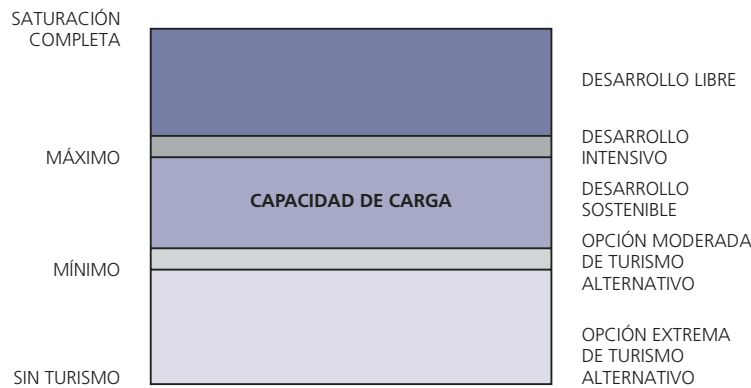 SATURACIÓN
COMPLETA
DESARROLLO LIBRE
DESARROLLO
INTENSIVO
MÁXIMO
CAPACIDAD DE CARGA
DESARROLLO
SOSTENIBLE
OPCIÓN MODERADA
DE TURISMO
ALTERNATIVO
MÍNIMO
OPCIÓN EXTREMA
DE TURISMO
ALTERNATIVO
SIN TURISMO